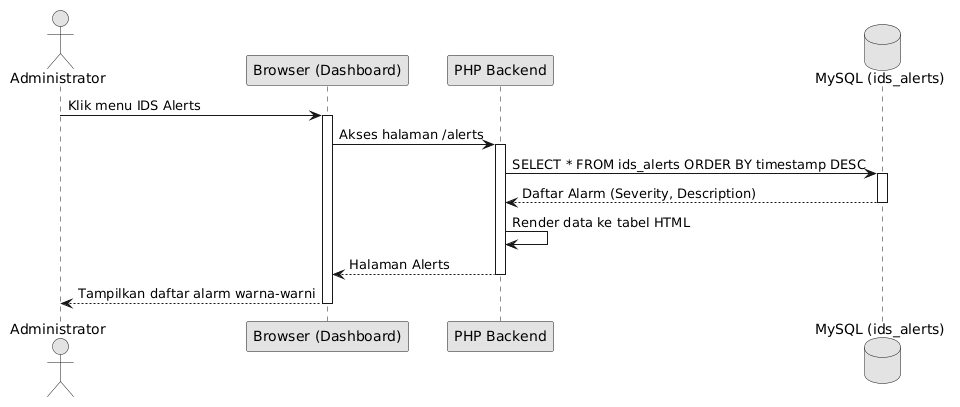 Administrator
Browser (Dashboard)
PHP Backend
MySQL (ids_alerts)
Klik menu IDS Alerts
Akses halaman /alerts
SELECT * FROM ids_alerts ORDER BY timestamp DESC
Daftar Alarm (Severity, Description)
Render data ke tabel HTML
Halaman Alerts
Tampilkan daftar alarm warna-warni
Administrator
Browser (Dashboard)
PHP Backend
MySQL (ids_alerts)